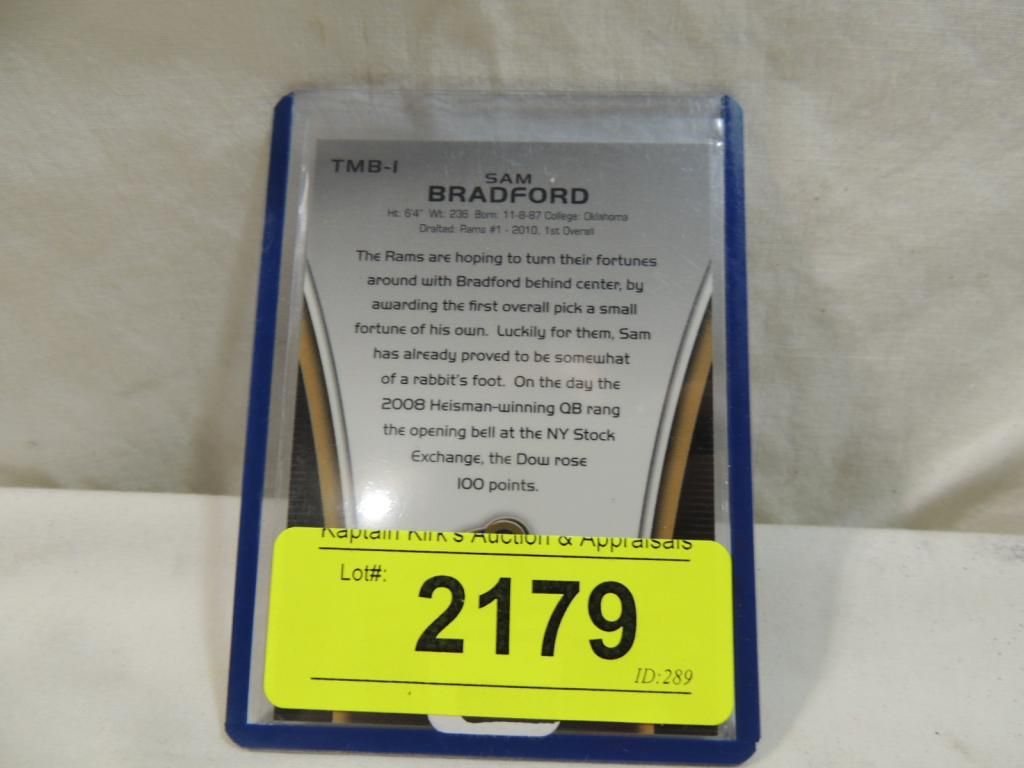 TMB-1
SAM
BRADFORD
Ht: 6'4" Wt: 236 Born: 11-8-87 College: Oklahoma
Drafted: Rams #1 - 2010, 1st Overall
The Rams are hoping to turn their fortunes
around with Bradford behind center, by
awarding the first overall pick a small
fortune of his own. Luckily for them, Sam
has already proved to be somewhat
of a rabbit's foot. On the day the
2008 Heisman-winning QB rang
the opening bell at the NY Stock
Exchange, the Dow rose
100 points.
Kaptain Kirk's Auction & Appraisals
Lot#:
2179
ID:289